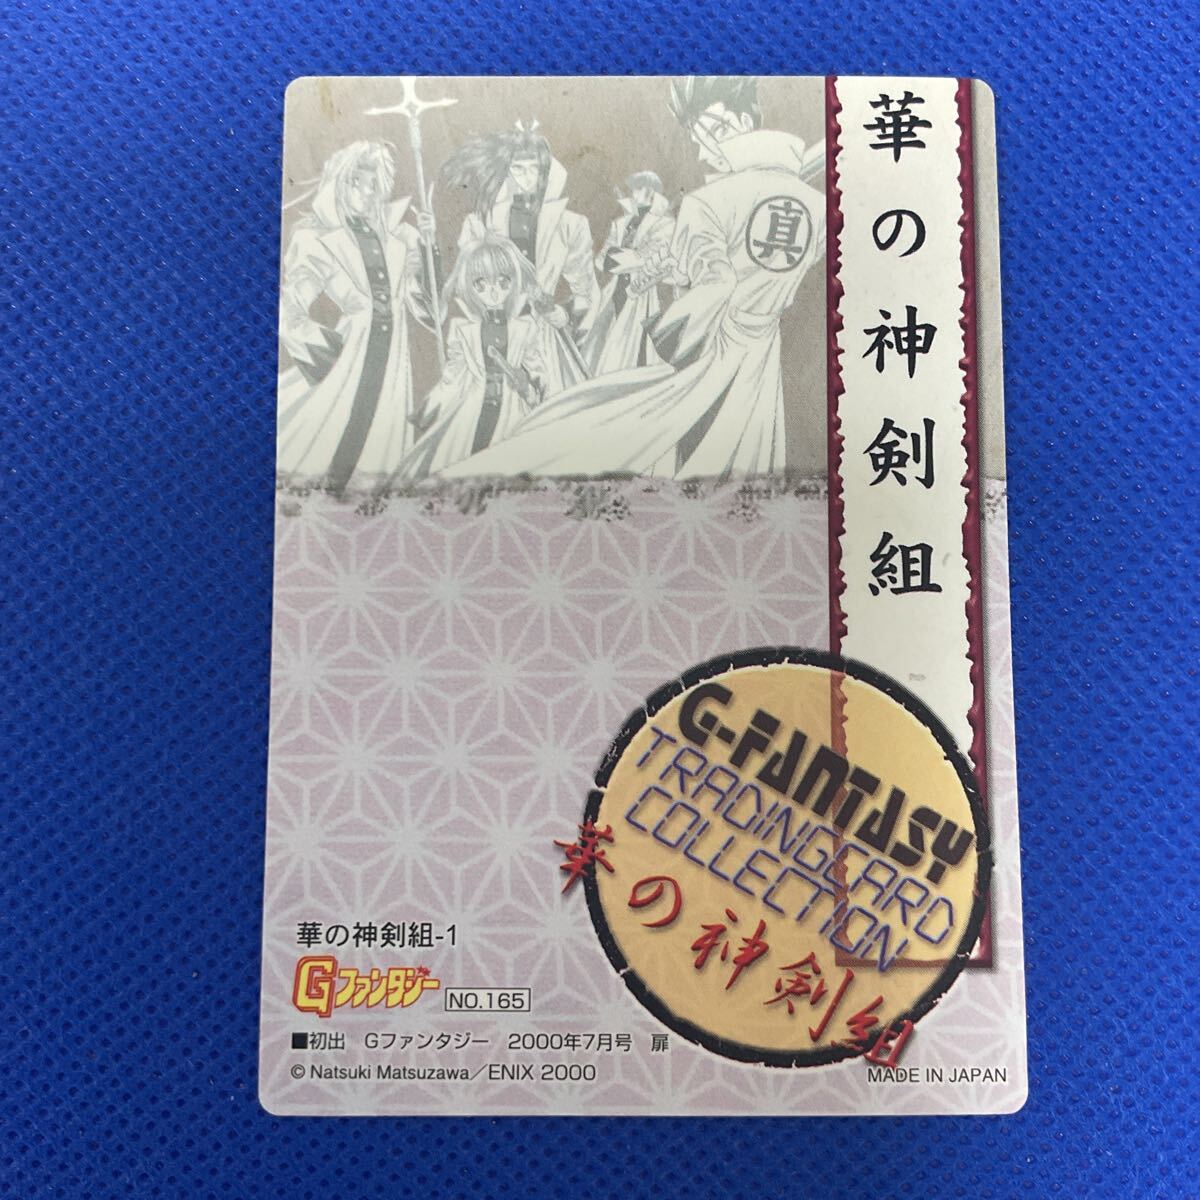 華の神剣組
真
G-FANTASY
TRADINGCARD
COLLECTION
華の神剣組
華の神剣組-1
Gファンタジー NO.165
■初出 Gファンタジー 2000年7月号 扉
© Natsuki Matsuzawa／ENIX 2000
MADE IN JAPAN